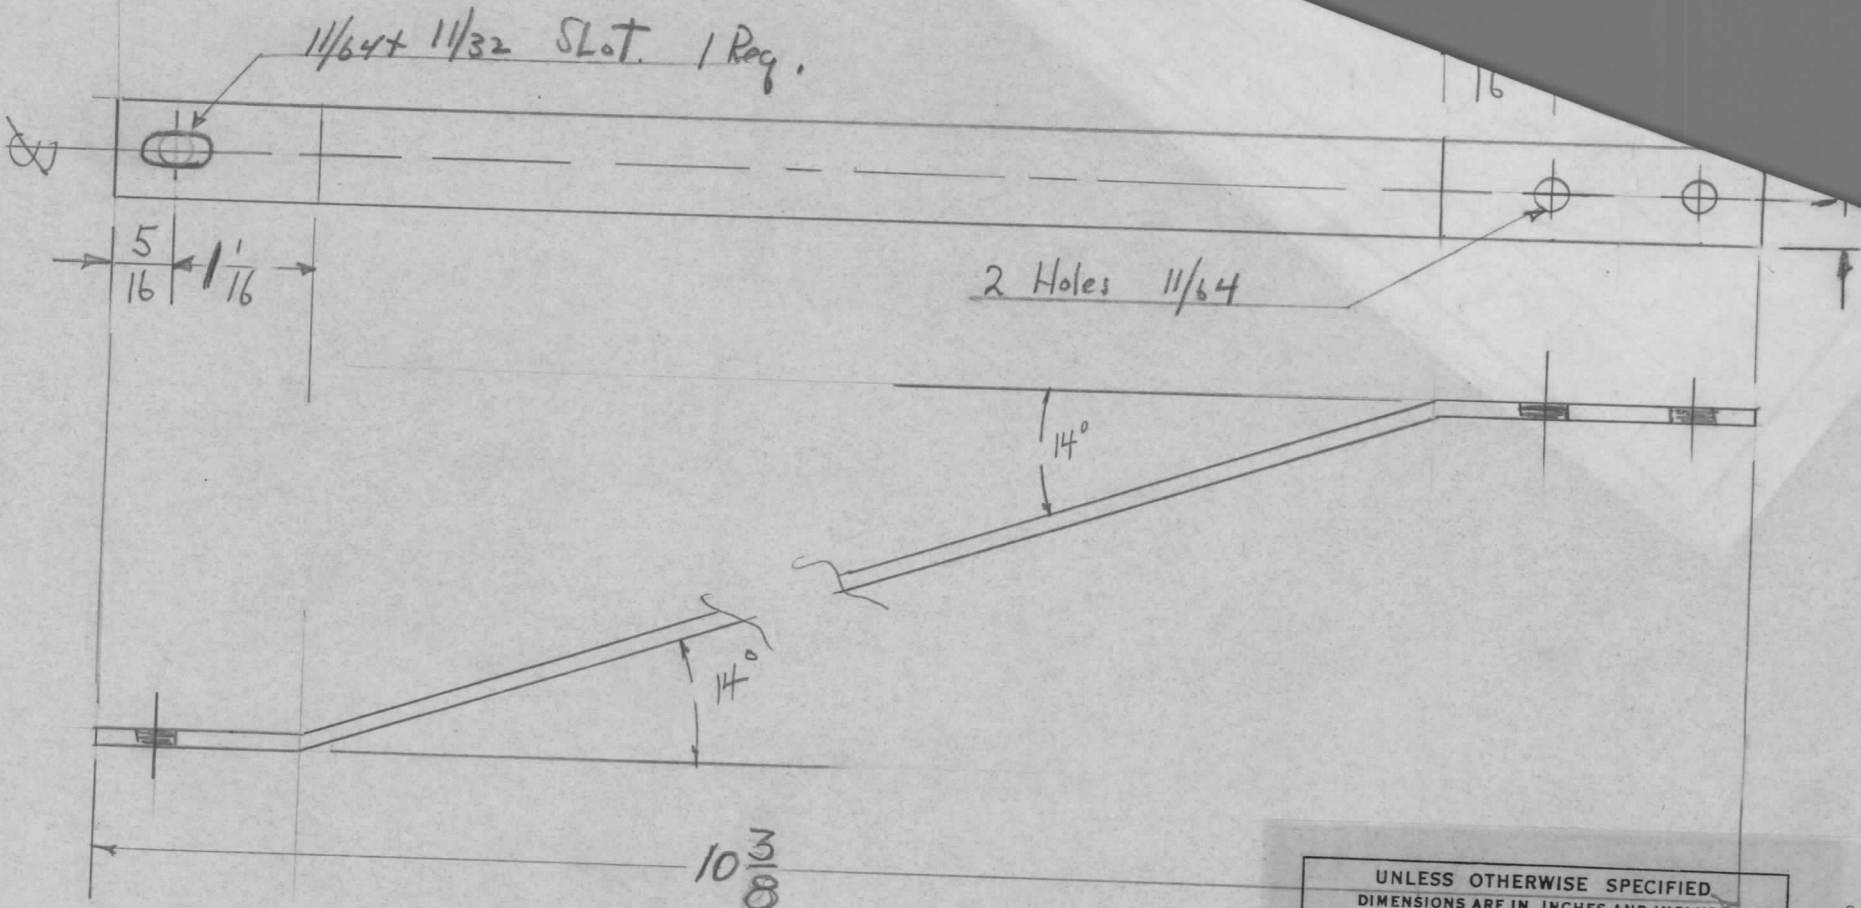 11/64 + 11/32 SLOT. 1 Req.
16
5/16 1 1/16
2 Holes 11/64
14°
14°
10 3/8
UNLESS OTHERWISE SPECIFIED
DIMENSIONS ARE IN INCHES AND